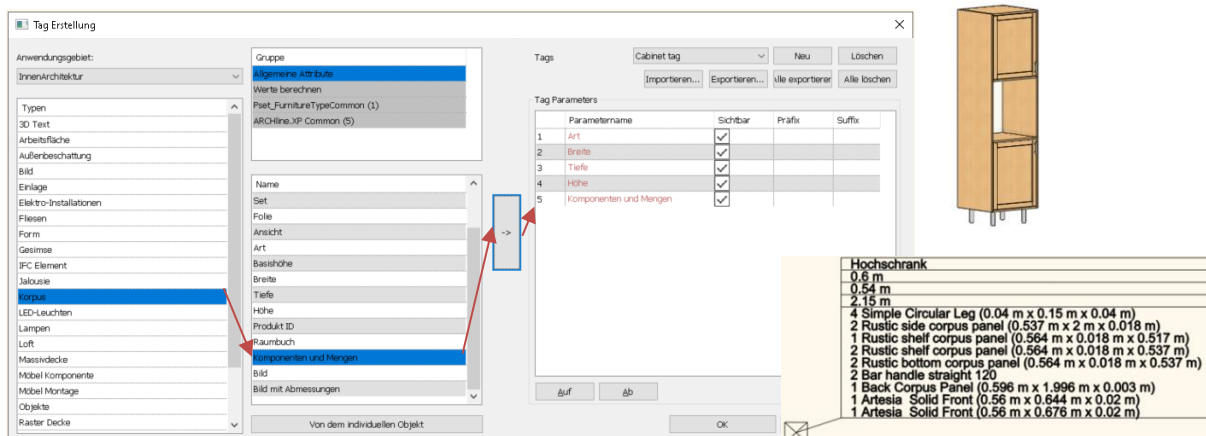 Tag Erstellung
Anwendungsgebiet:
InnenArchitektur
Typen
3D Text
Arbeitsfläche
Außenbeschattung
Bild
Einlage
Elektro-Installationen
Fliesen
Form
Gesimse
IFC Element
Jalousie
Korpus
LED-Leuchten
Lampen
Loft
Massivdecke
Möbel Komponente
Möbel Montage
Objekte
Raster Decke
Gruppe
Allgemeine Attribute
Werte berechnen
Pset_FurnitureTypeCommon (1)
ARCHline.XP Common (5)
Name
Set
Folie
Ansicht
Art
Basishöhe
Breite
Tiefe
Höhe
Produkt ID
Raumbuch
Komponenten und Mengen
Bild
Bild mit Abmessungen
Von dem individuellen Objekt
->
Tags
Cabinet tag
Neu
Löschen
Importieren...
Exportieren...
Alle exportieren
Alle löschen
Tag Parameters
Parametername Sichtbar Präfix Suffix
1 Art
2 Breite
3 Tiefe
4 Höhe
5 Komponenten und Mengen
Auf
Ab
OK
Hochschrank
0.6 m
0.54 m
2.15 m
4 Simple Circular Leg (0.04 m x 0.15 m x 0.04 m)
2 Rustic side corpus panel (0.537 m x 2 m x 0.018 m)
1 Rustic shelf corpus panel (0.564 m x 0.018 m x 0.517 m)
2 Rustic shelf corpus panel (0.564 m x 0.018 m x 0.537 m)
2 Rustic bottom corpus panel (0.564 m x 0.018 m x 0.537 m)
2 Bar handle straight 120
1 Back Corpus Panel (0.596 m x 1.996 m x 0.003 m)
1 Artesia Solid Front (0.56 m x 0.644 m x 0.02 m)
1 Artesia Solid Front (0.56 m x 0.676 m x 0.02 m)